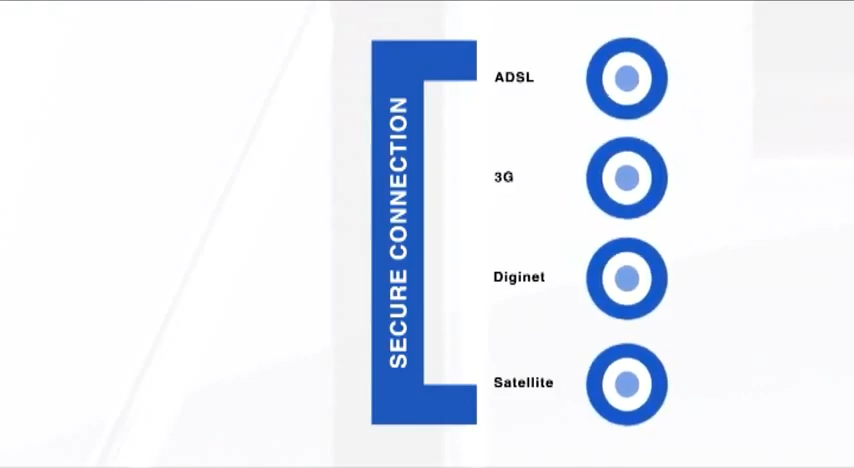 SECURE CONNECTION
ADSL
3G
Diginet
Satellite